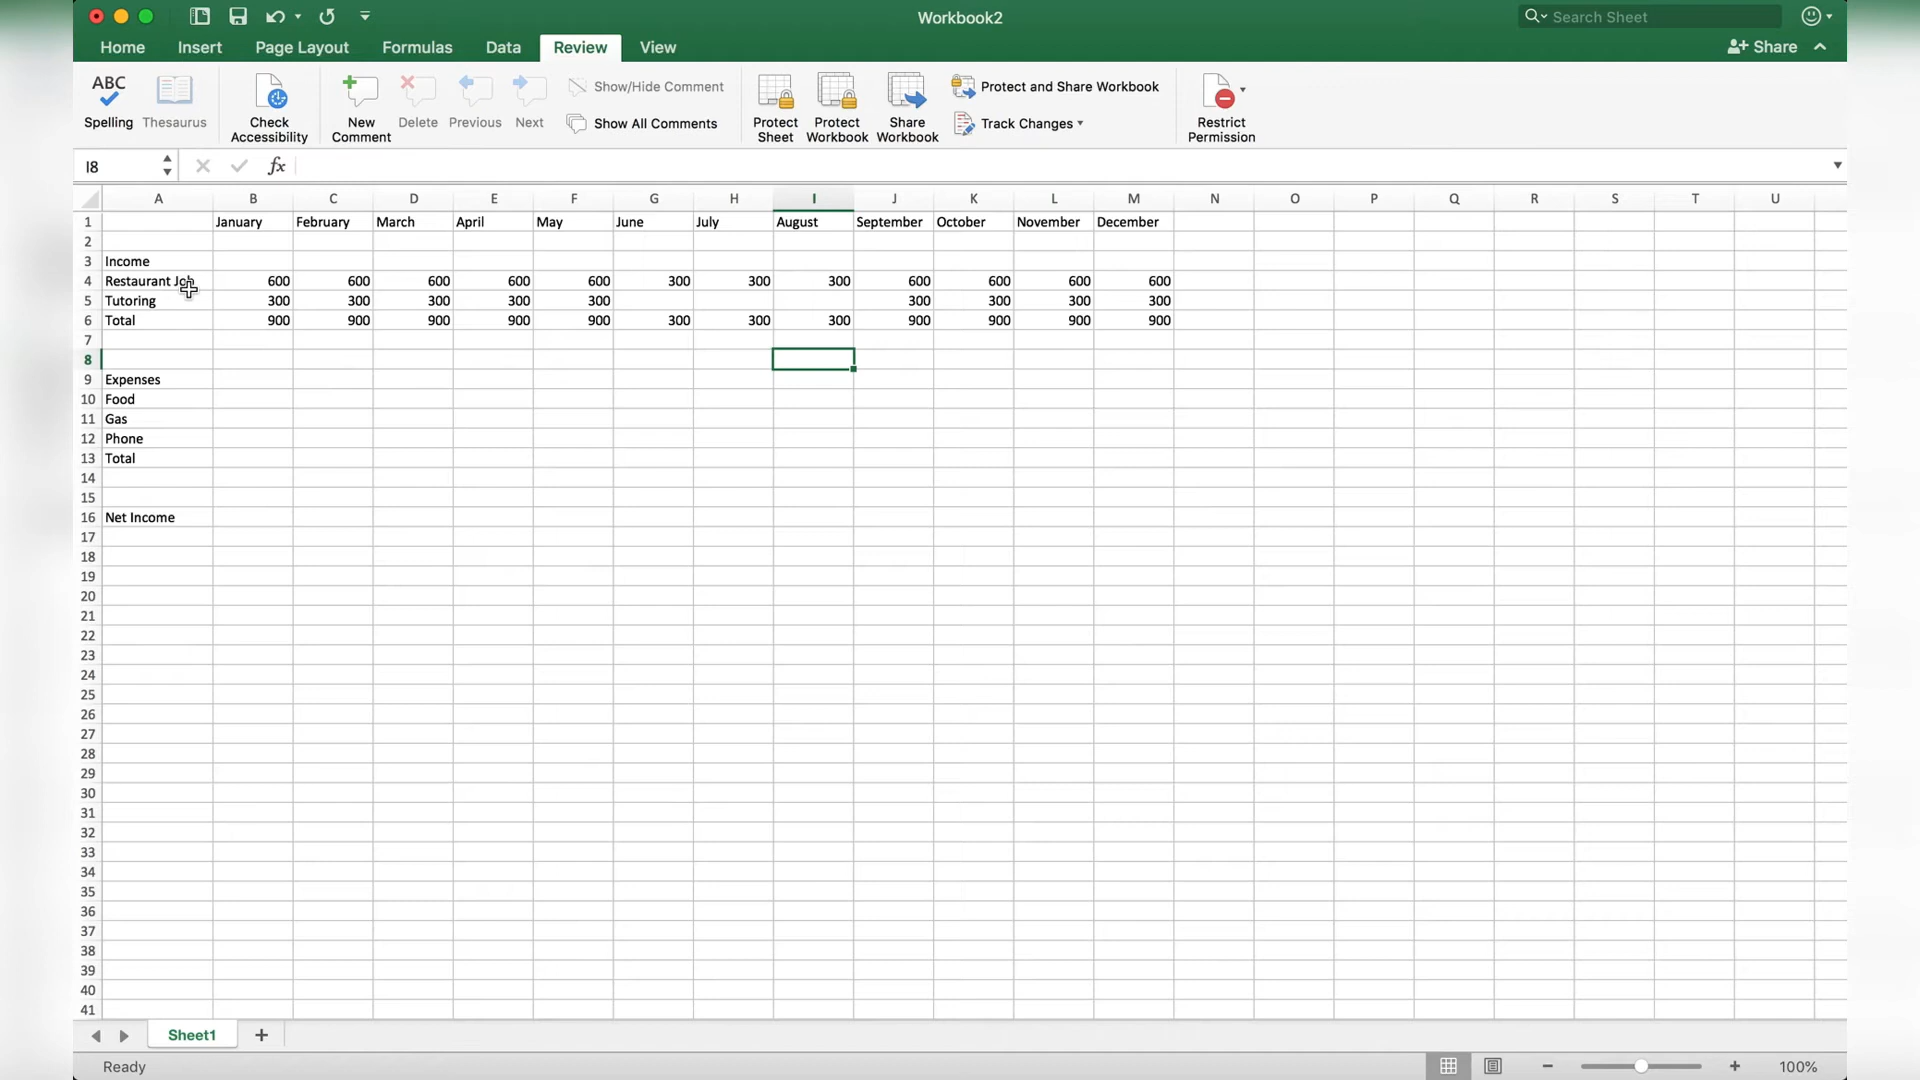 Workbook2
Search Sheet
Home Insert Page Layout Formulas Data Review View
Share
ABC
Spelling
Thesaurus
Check Accessibility
New Comment
Delete
Previous
Next
Show/Hide Comment
Show All Comments
Protect Sheet
Protect Workbook
Share Workbook
Protect and Share Workbook
Track Changes
Restrict Permission
I8
fx
A B C D E F G H I J K L M N O P Q R S T U
1 January February March April May June July August September October November December
2
3 Income
4 Restaurant Job 600 600 600 600 600 300 300 300 600 600 600 600
5 Tutoring 300 300 300 300 300 300 300 300 300
6 Total 900 900 900 900 900 300 300 300 900 900 900 900
7
8
9 Expenses
10 Food
11 Gas
12 Phone
13 Total
14
15
16 Net Income
17
18
19
20
21
22
23
24
25
26
27
28
29
30
31
32
33
34
35
36
37
38
39
40
41
Sheet1
Ready
100%